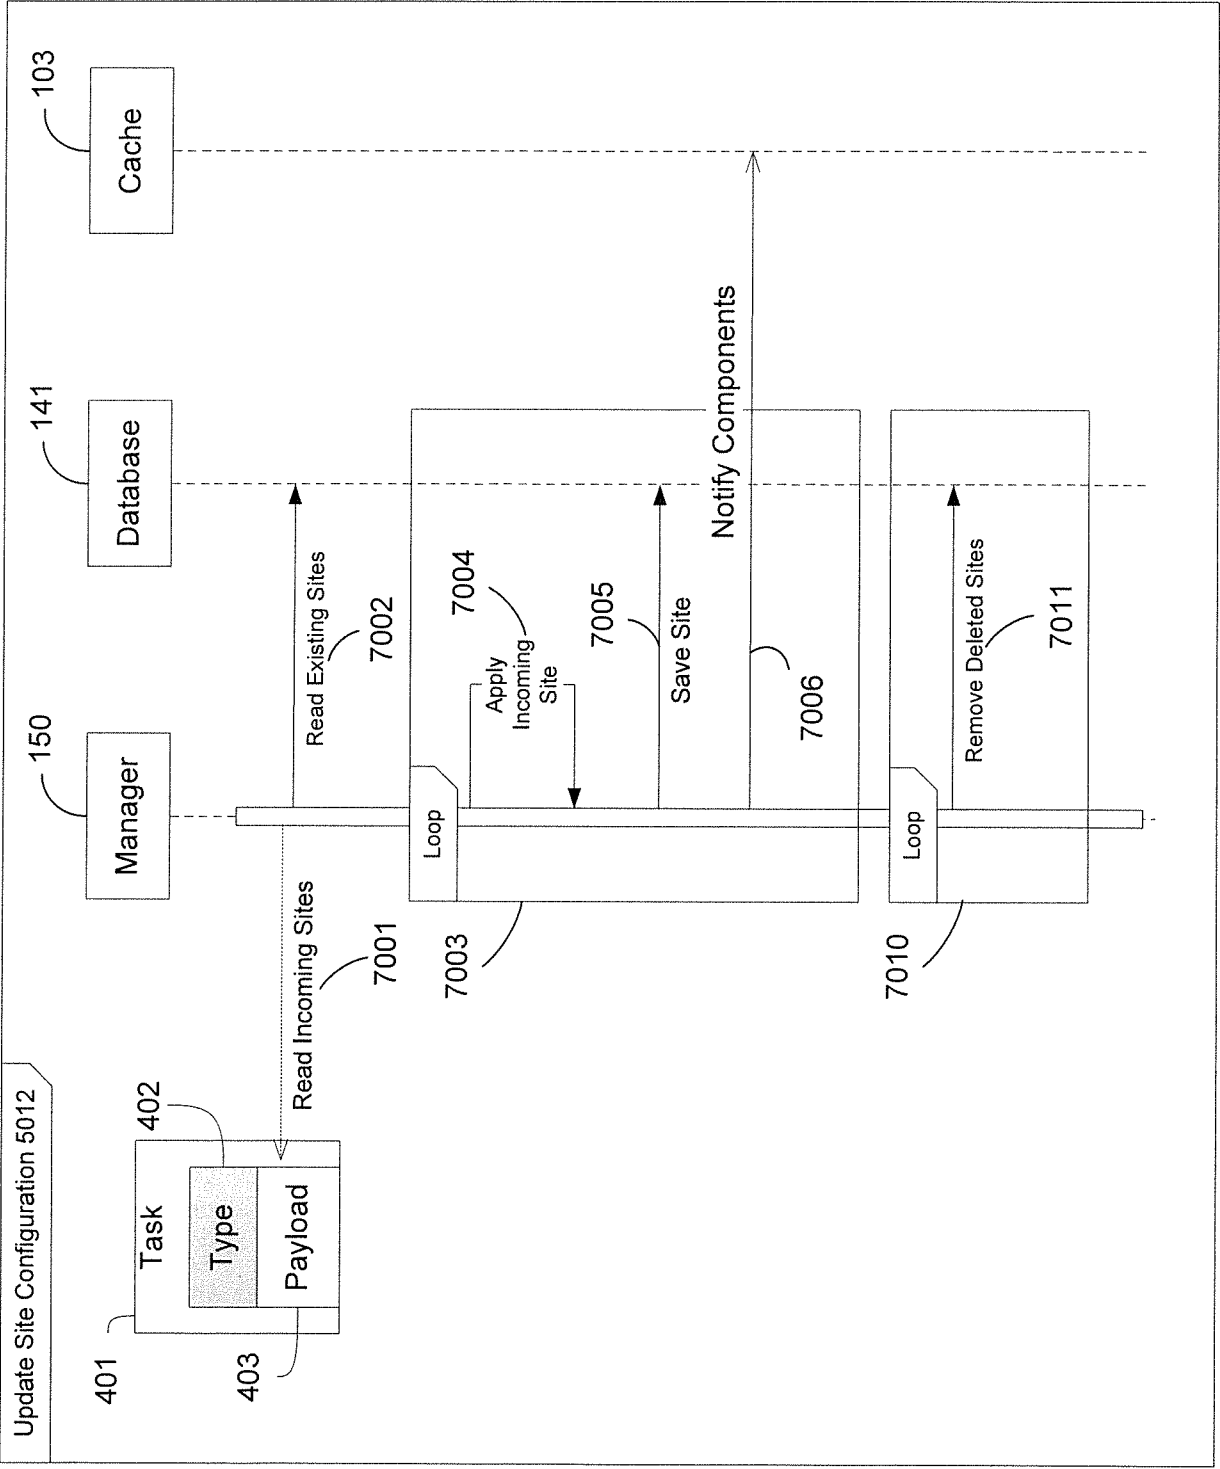 Update Site Configuration 5012
401
Task
402
Type
Payload
403
150
Manager
141
Database
103
Cache
Read Incoming Sites
7001
Read Existing Sites
7002
Loop
7003
Apply
Incoming
Site
7004
7005
Save Site
Notify Components
7006
Loop
7010
Remove Deleted Sites
7011